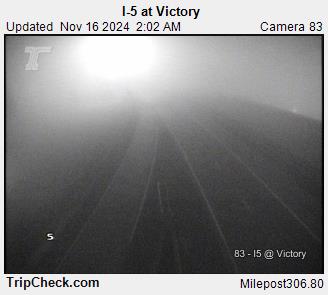 I-5 at Victory
Updated Nov 16 2024 2:02 AM Camera 83
S
83 - I5 @ Victory
TripCheck.com Milepost306.80